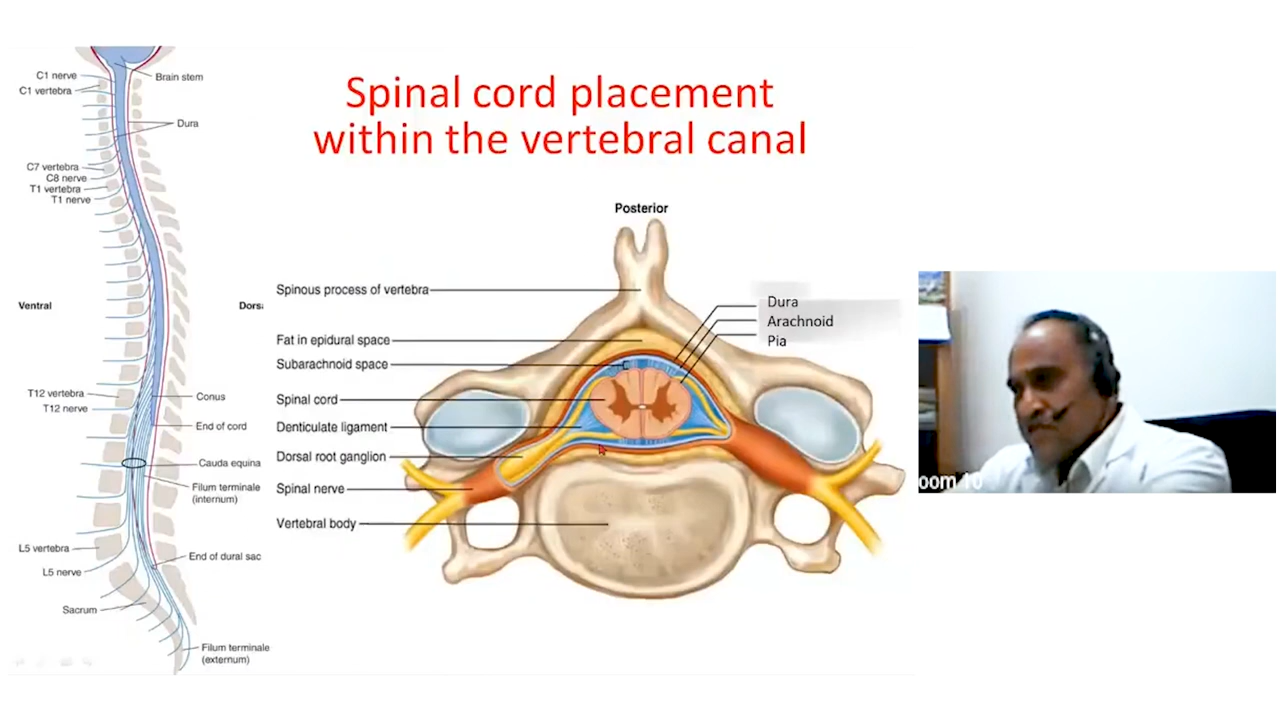 Spinal cord placement
within the vertebral canal
C1 nerve
C1 vertebra
Brain stem
Dura
C7 vertebra
C8 nerve
T1 vertebra
T1 nerve
Ventral
Dorsa
T12 vertebra
T12 nerve
Conus
End of cord
Cauda equina
Filum terminale
(internum)
L5 vertebra
L5 nerve
End of dural sac
Sacrum
Filum terminale
(externum)
Posterior
Spinous process of vertebra
Fat in epidural space
Subarachnoid space
Spinal cord
Denticulate ligament
Dorsal root ganglion
Spinal nerve
Vertebral body
Dura
Arachnoid
Pia
oom 10